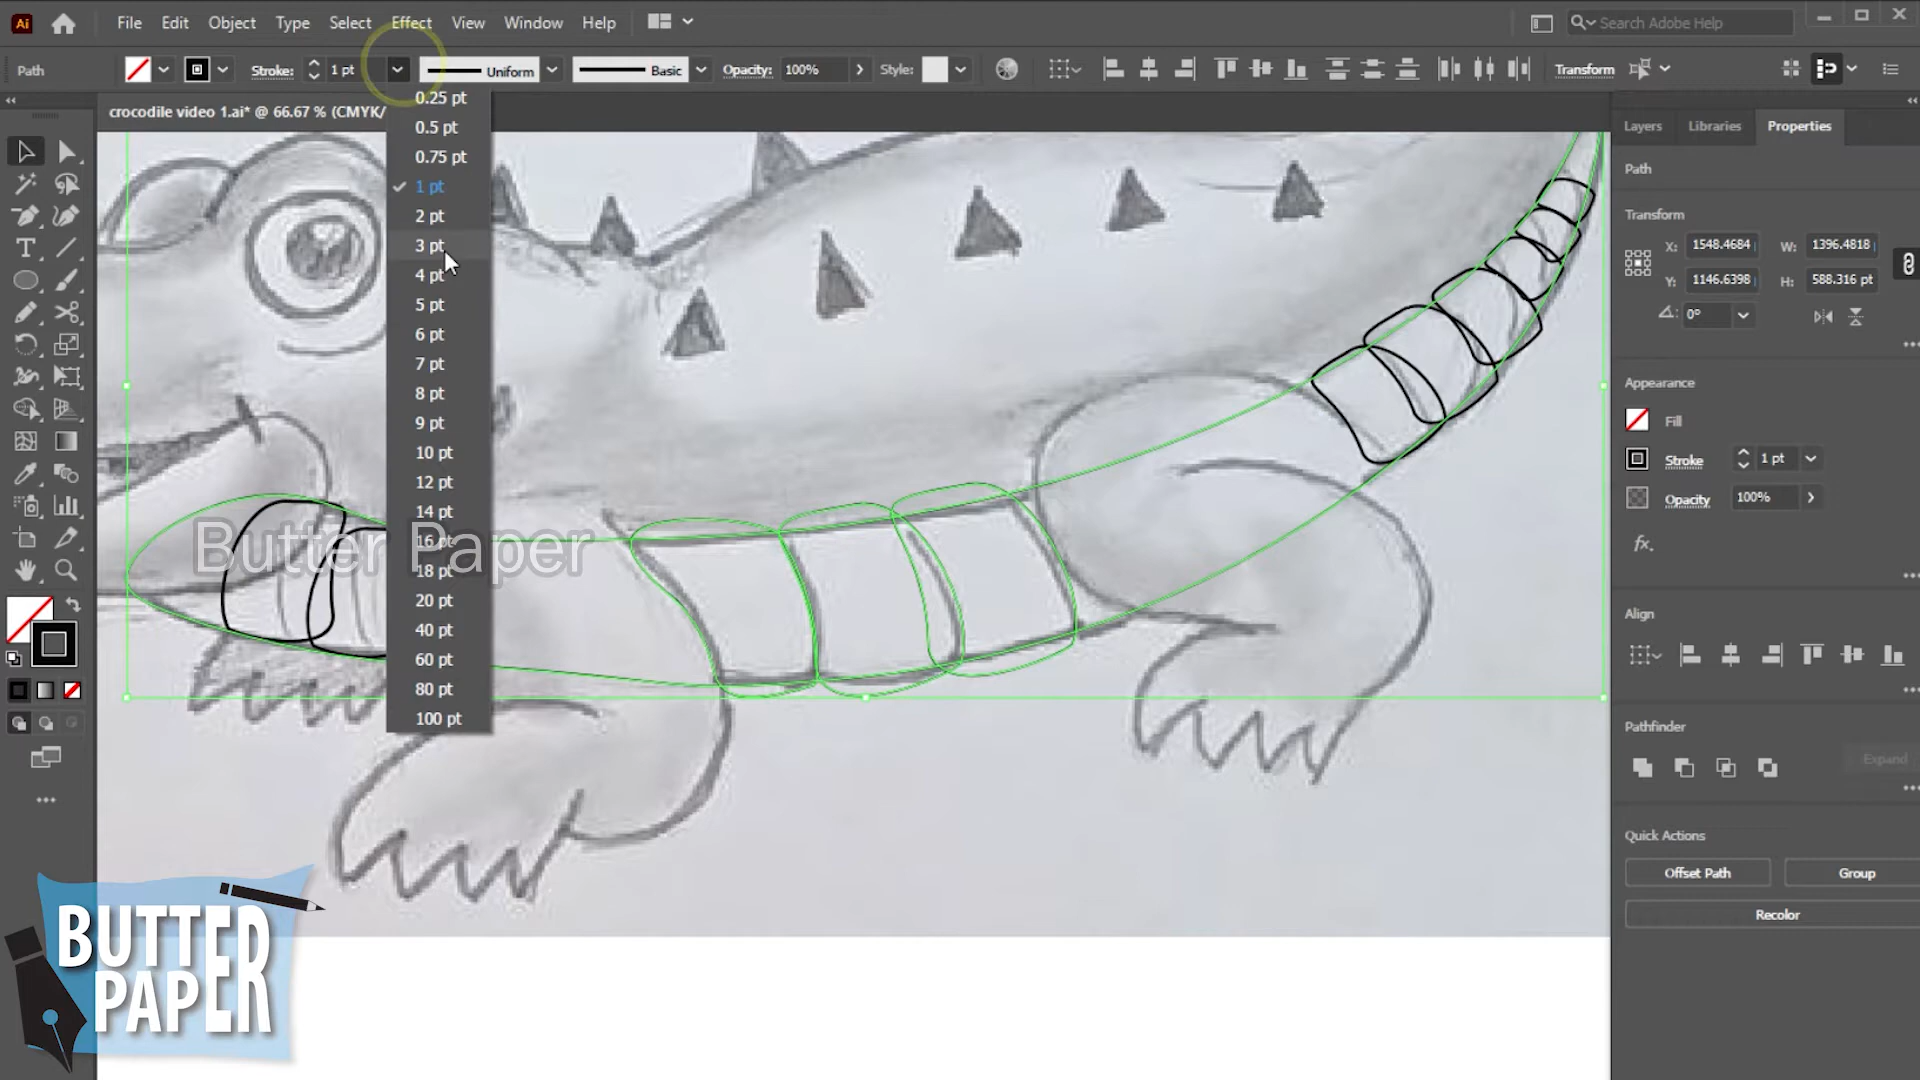 Ai File Edit Object Type Select Effect View Window Help Search Adobe Help
Path Stroke: 1 pt Uniform Basic Opacity: 100% Style: Transform
crocodile video 1.ai* @ 66.67 % (CMYK/
0.25 pt
0.5 pt
0.75 pt
1 pt
2 pt
3 pt
4 pt
5 pt
6 pt
7 pt
8 pt
9 pt
10 pt
12 pt
14 pt
16 pt
18 pt
20 pt
40 pt
60 pt
80 pt
100 pt
Butter Paper
BUTTER
PAPER
Layers Libraries Properties
Path
Transform
X: 1548.4684 W: 1396.4818
Y: 1146.6398 H: 588.316 pt
0°
Appearance
Fill
Stroke 1 pt
Opacity 100%
fx.
Align
Pathfinder
Expand
Quick Actions
Offset Path Group
Recolor